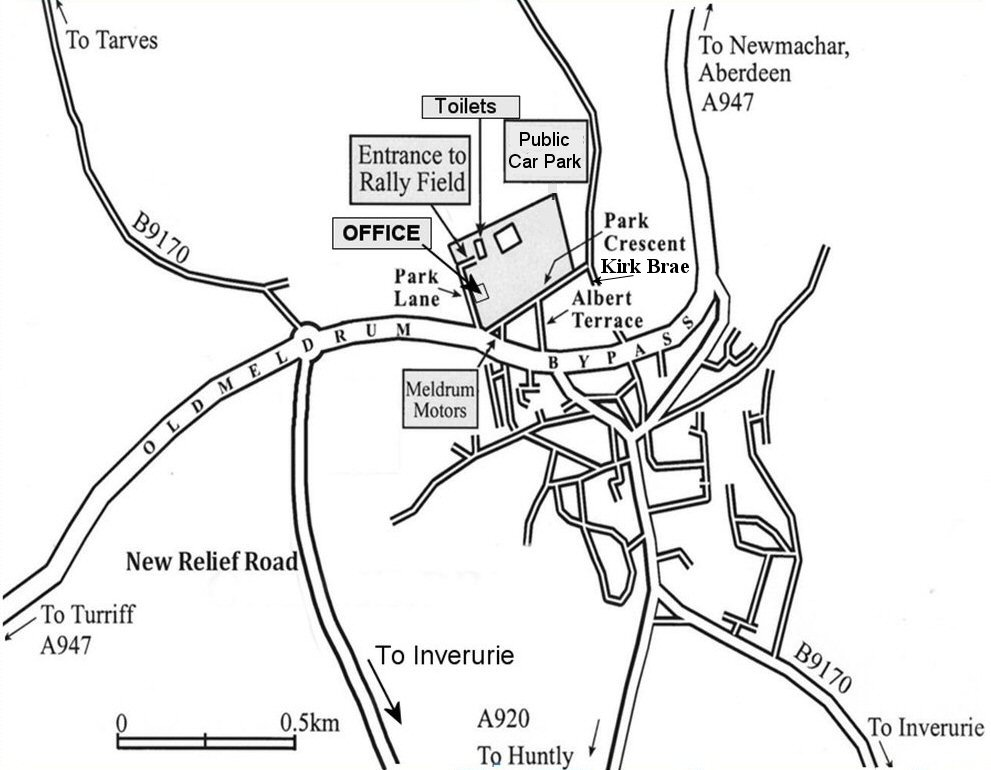 To Tarves
To Newmachar,
Aberdeen
A947
Toilets
Public
Car Park
Entrance to
Rally Field
OFFICE
B9170
Park
Crescent
Kirk Brae
Park
Lane
Albert
Terrace
OLDMELDRUM BYPASS
Meldrum
Motors
New Relief Road
To Turriff
A947
To Inverurie
B9170
0 0.5km
A920
To Huntly
To Inverurie